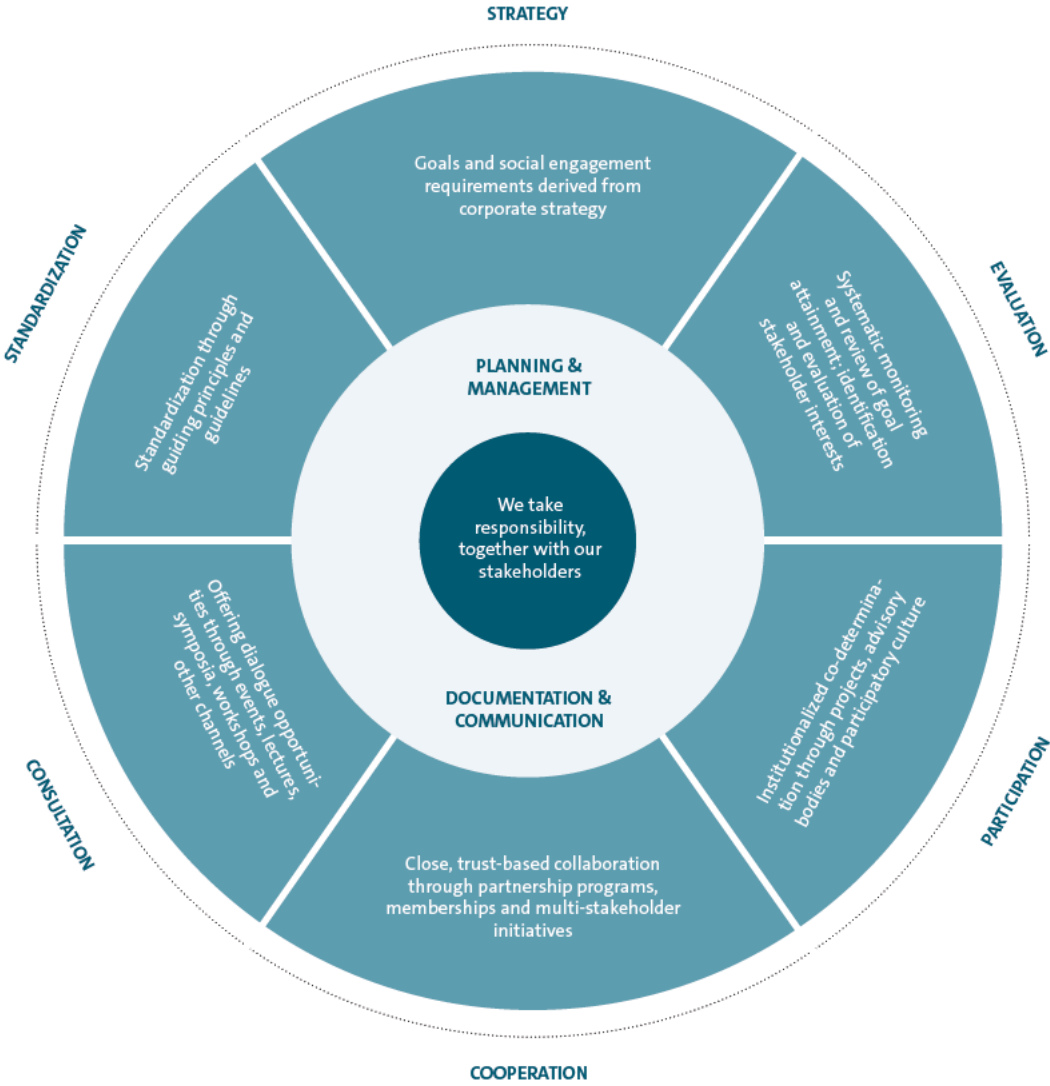 STRATEGY
Goals and social engagement
requirements derived from
corporate strategy
EVALUATION
Systematic monitoring
and review of goal
attainment; identification
and evaluation of
stakeholder interests
PARTICIPATION
Institutionalized co-determina-
tion through projects, advisory
bodies and participatory culture
COOPERATION
Close, trust-based collaboration
through partnership programs,
memberships and multi-stakeholder
initiatives
CONSULTATION
Offering dialogue opportuni-
ties through events, lectures,
symposia, workshops and
other channels
STANDARDIZATION
Standardization through
guiding principles and
guidelines
PLANNING &
MANAGEMENT
We take
responsibility,
together with our
stakeholders
DOCUMENTATION &
COMMUNICATION